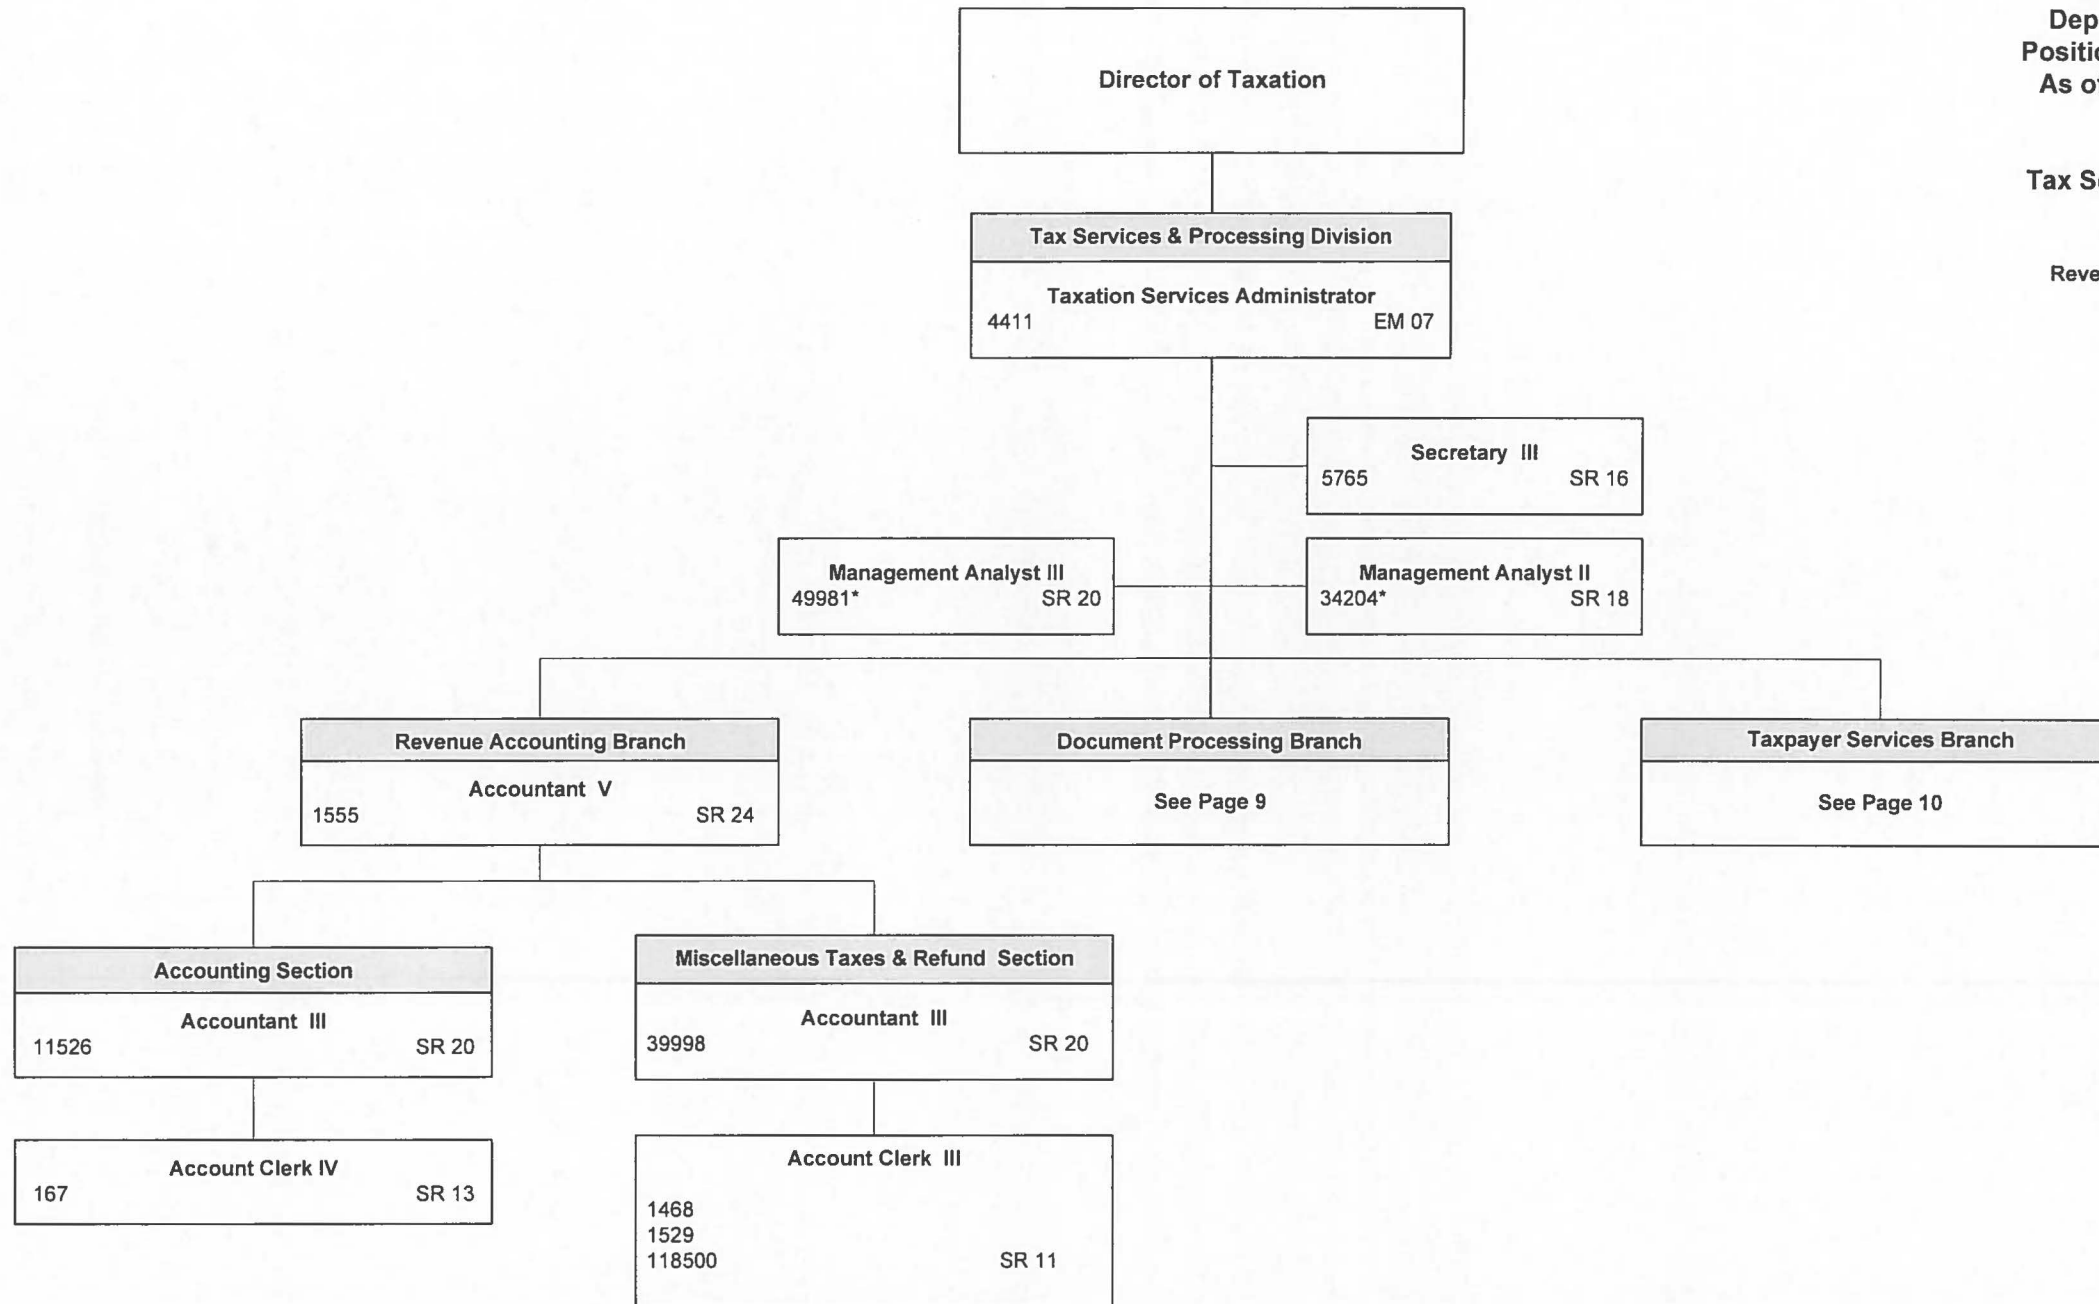 Director of Taxation
Dep
Positio
As of
Tax Se
Reve
Tax Services & Processing Division
Taxation Services Administrator
4411 EM 07
Secretary III
5765 SR 16
Management Analyst III
49981* SR 20
Management Analyst II
34204* SR 18
Revenue Accounting Branch
Accountant V
1555 SR 24
Document Processing Branch
See Page 9
Taxpayer Services Branch
See Page 10
Accounting Section
Accountant III
11526 SR 20
Miscellaneous Taxes & Refund Section
Accountant III
39998 SR 20
Account Clerk IV
167 SR 13
Account Clerk III
1468
1529
118500 SR 11